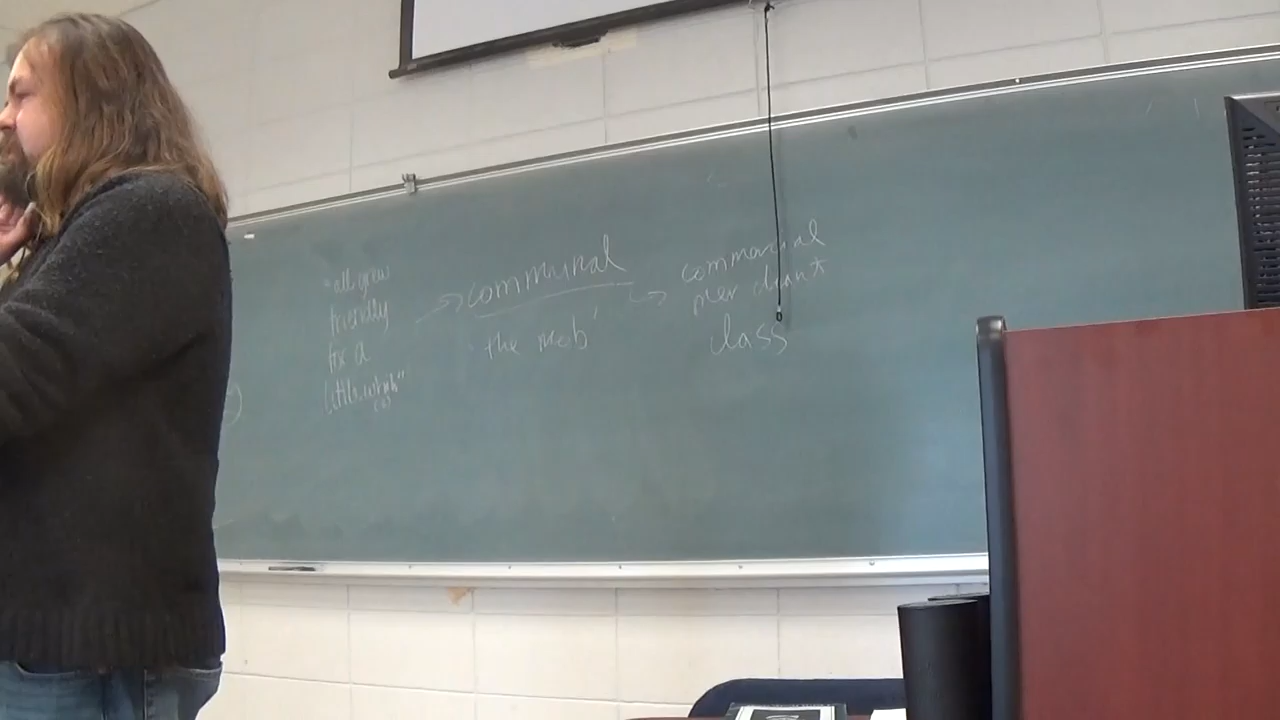 "all grew
friendly
for a
little while"
communal
the mob'
commercial
merchant*
class